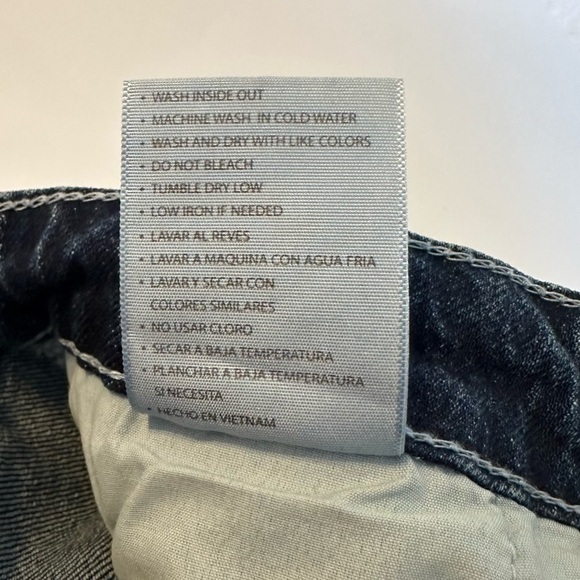 • WASH INSIDE OUT
• MACHINE WASH IN COLD WATER
• WASH AND DRY WITH LIKE COLORS
• DO NOT BLEACH
• TUMBLE DRY LOW
• LOW IRON IF NEEDED
• LAVAR AL REVES
• LAVAR A MAQUINA CON AGUA FRIA
• LAVAR Y SECAR CON
COLORES SIMILARES
• NO USAR CLORO
• SECAR A BAJA TEMPERATURA
• PLANCHAR A BAJA TEMPERATURA
SI NECESITA
• HECHO EN VIETNAM